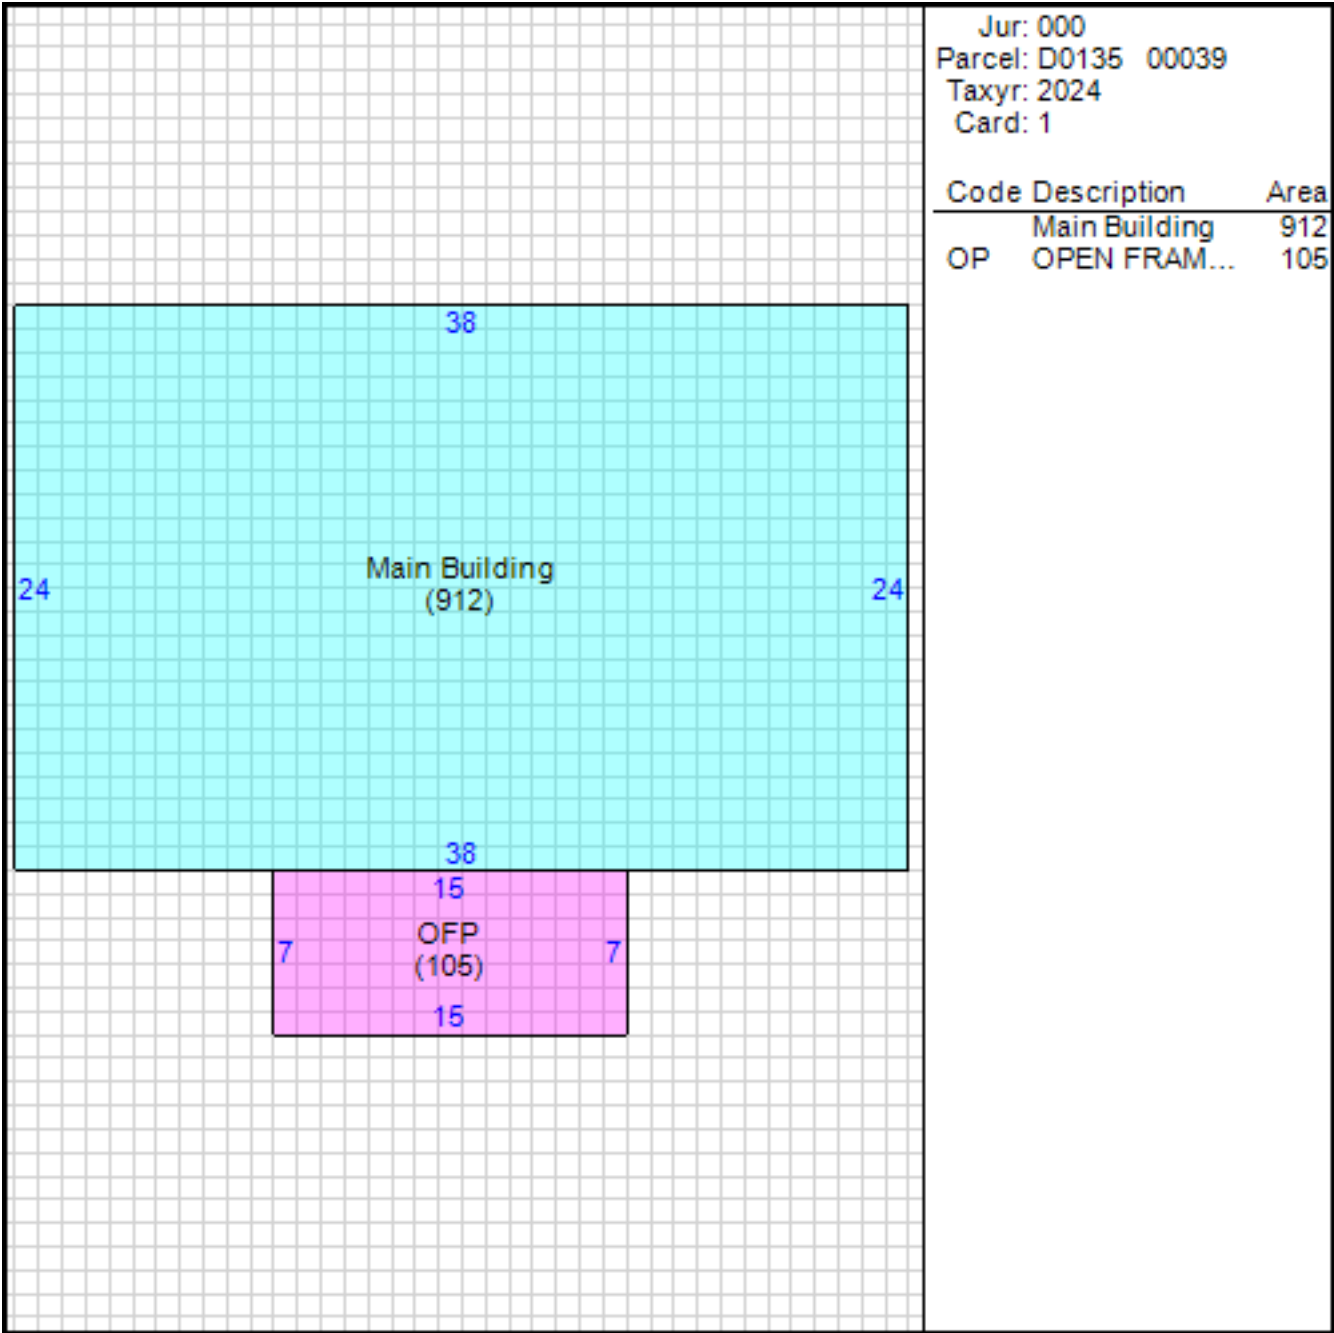 Jur: 000
Parcel: D0135 00039
Taxyr: 2024
Card: 1
Code Description Area
Main Building 912
OP OPEN FRAM... 105
38
Main Building
(912)
24 24
38
15
OFP
(105)
7 7
15